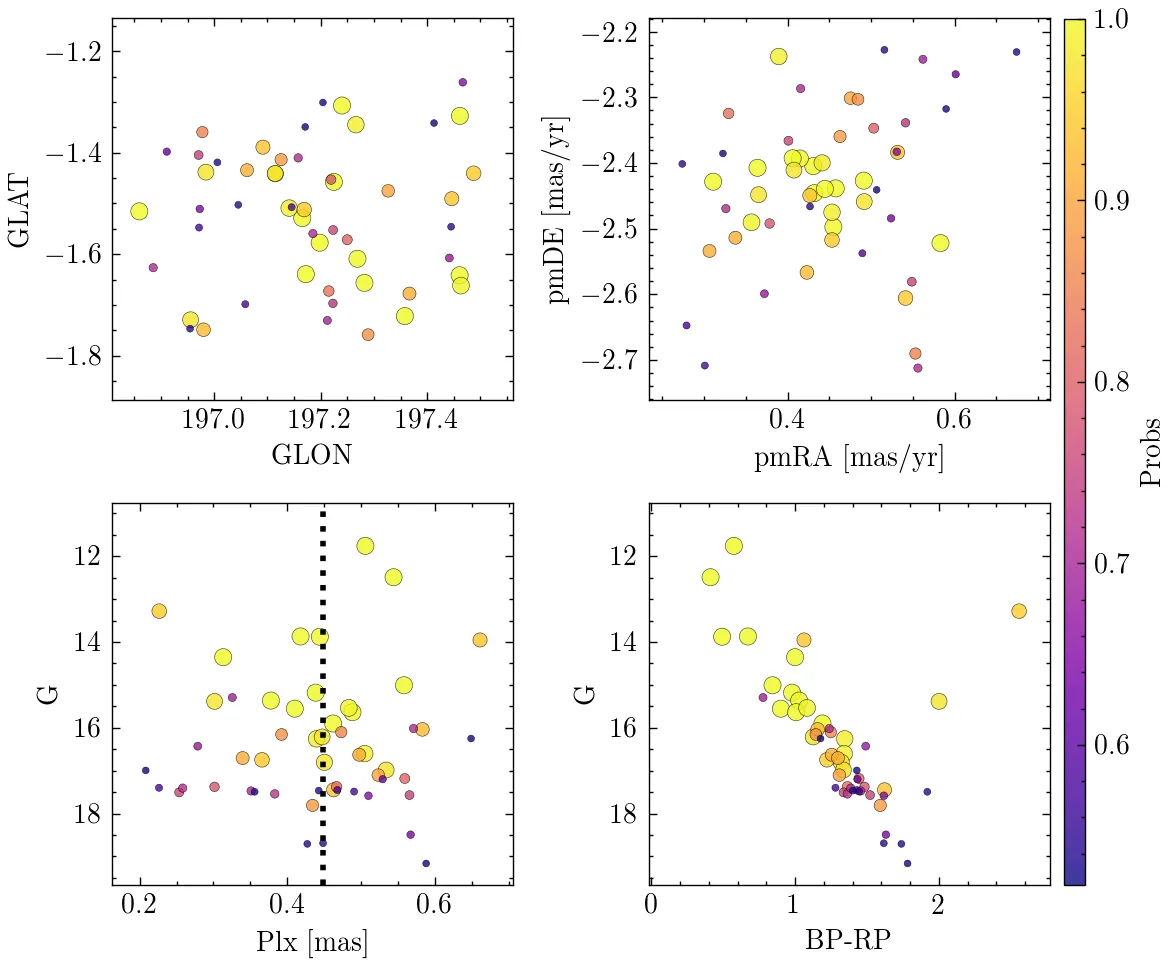 −1.2
−1.4
−1.6
−1.8
GLAT
197.0 197.2 197.4
GLON
−2.2
−2.3
−2.4
−2.5
−2.6
−2.7
pmDE [mas/yr]
0.4 0.6
pmRA [mas/yr]
12
14
16
18
G
0.2 0.4 0.6
Plx [mas]
12
14
16
18
G
0 1 2
BP-RP
1.0
0.9
0.8
0.7
0.6
Probs